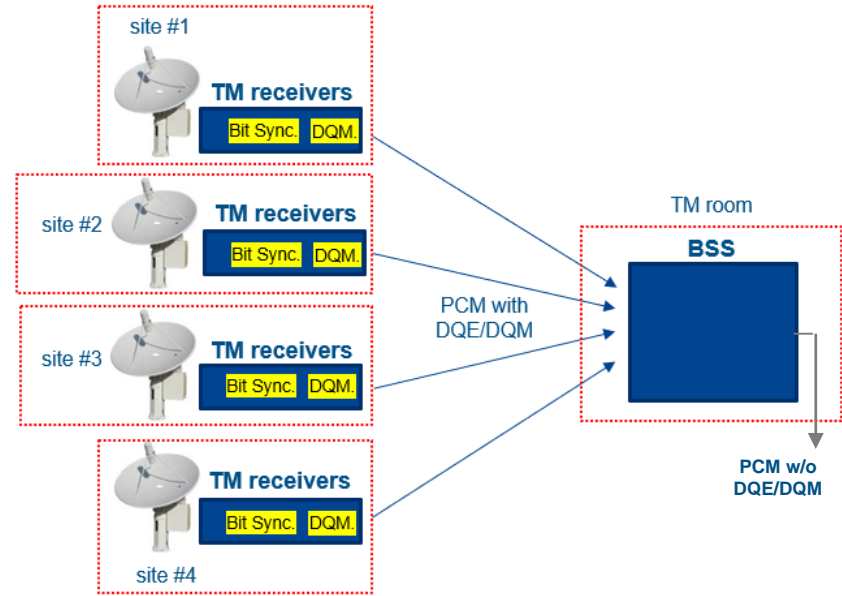 site #1
TM receivers
Bit Sync. DQM.
site #2
TM receivers
Bit Sync. DQM.
site #3
TM receivers
Bit Sync. DQM.
TM receivers
Bit Sync. DQM.
site #4
PCM with
DQE/DQM
TM room
BSS
PCM w/o
DQE/DQM